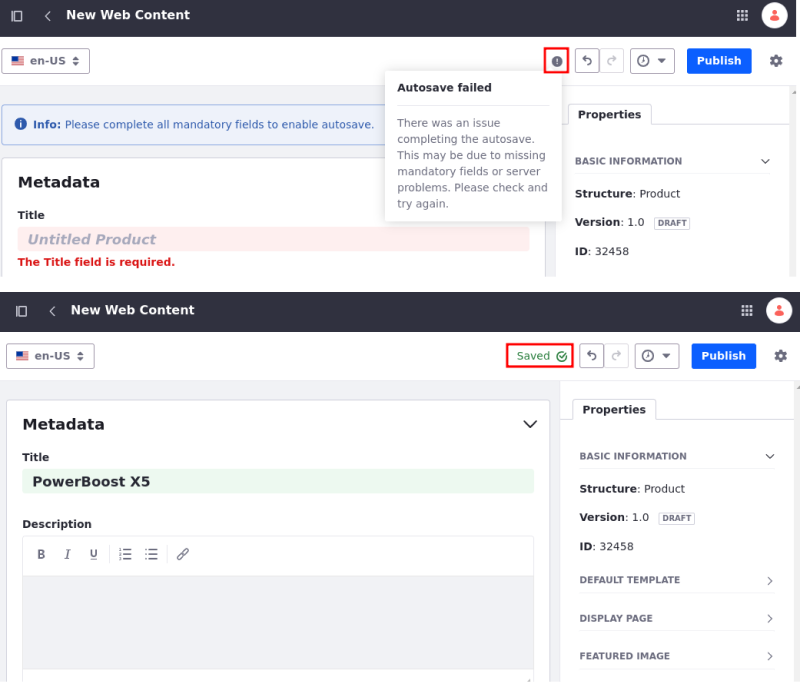 New Web Content
en-US
Publish
Autosave failed
There was an issue
completing the autosave.
This may be due to missing
mandatory fields or server
problems. Please check and
try again.
Info: Please complete all mandatory fields to enable autosave.
Metadata
Title
Untitled Product
The Title field is required.
Properties
BASIC INFORMATION
Structure: Product
Version: 1.0 DRAFT
ID: 32458
New Web Content
en-US
Saved
Publish
Metadata
Title
PowerBoost X5
Description
B I U
Properties
BASIC INFORMATION
Structure: Product
Version: 1.0 DRAFT
ID: 32458
DEFAULT TEMPLATE
DISPLAY PAGE
FEATURED IMAGE